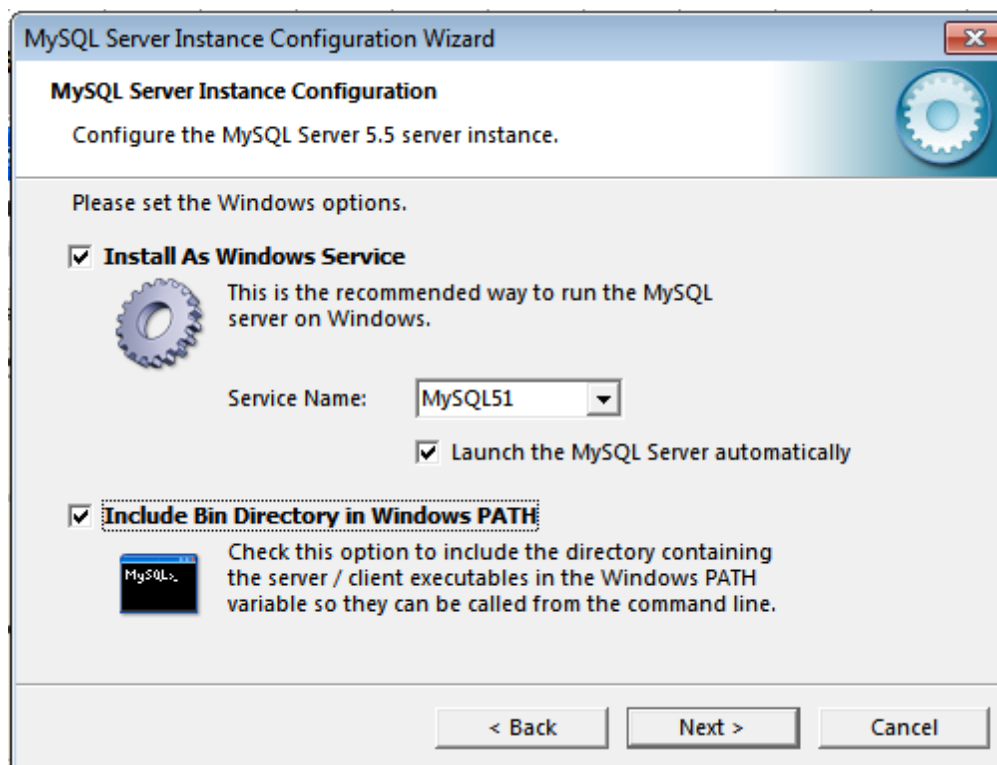 MySQL Server Instance Configuration Wizard
MySQL Server Instance Configuration
Configure the MySQL Server 5.5 server instance.
Please set the Windows options.
Install As Windows Service
This is the recommended way to run the MySQL
server on Windows.
Service Name: MySQL51
Launch the MySQL Server automatically
Include Bin Directory in Windows PATH
MySQL>_
Check this option to include the directory containing
the server / client executables in the Windows PATH
variable so they can be called from the command line.
< Back Next > Cancel